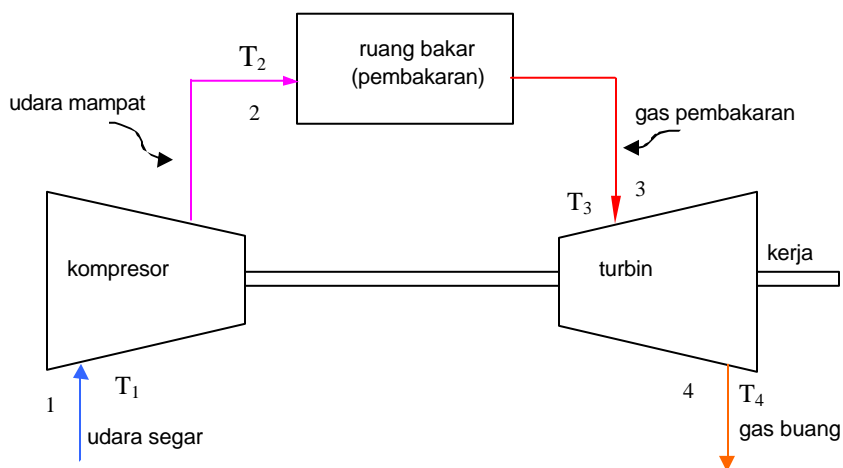 ruang bakar
(pembakaran)
T2
2
udara mampat
gas pembakaran
T3
3
kompresor
turbin
kerja
1
T1
udara segar
4
T4
gas buang